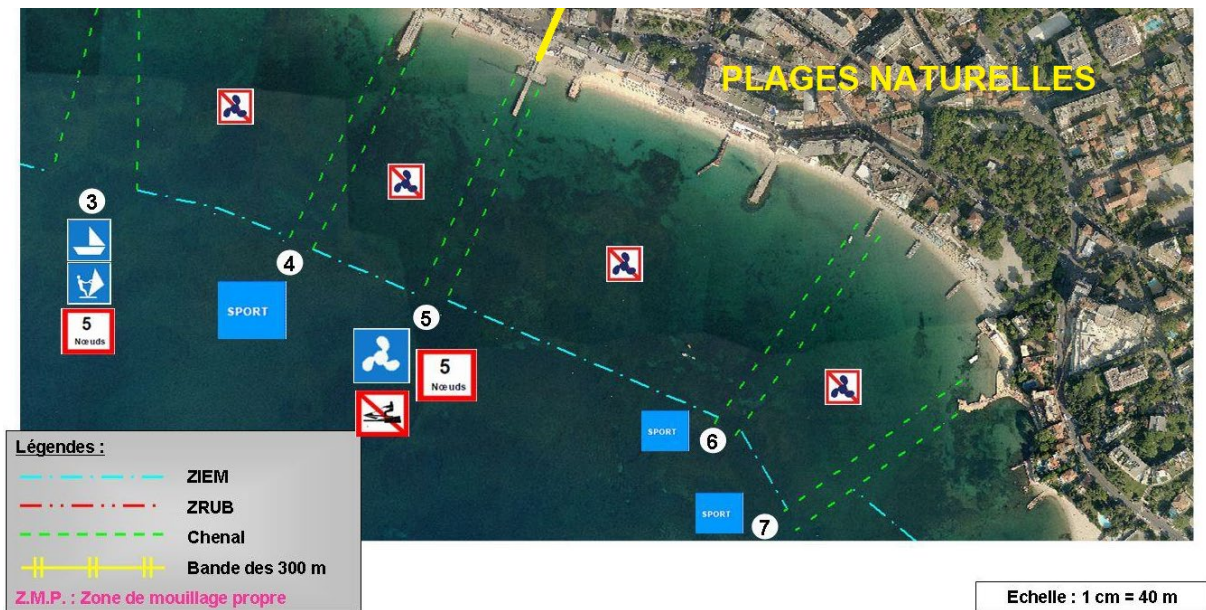 PLAGES NATURELLES
3
5
Nœuds
4
SPORT
5
5
Nœuds
SPORT
6
SPORT
7
Légendes :
ZIEM
ZRUB
Chenal
Bande des 300 m
Z.M.P. : Zone de mouillage propre
Echelle : 1 cm = 40 m